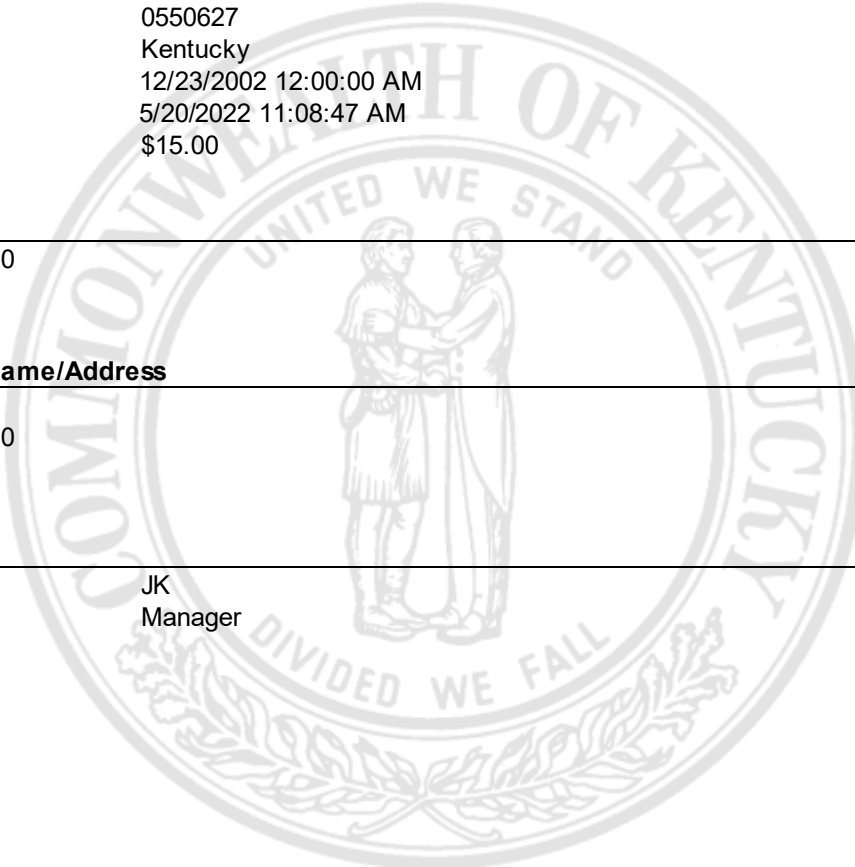 0550627
Kentucky
12/23/2002 12:00:00 AM
5/20/2022 11:08:47 AM
$15.00
COMMONWEALTH OF KENTUCKY
UNITED WE STAND
0
ame/Address
0
JK
Manager
DIVIDED WE FALL